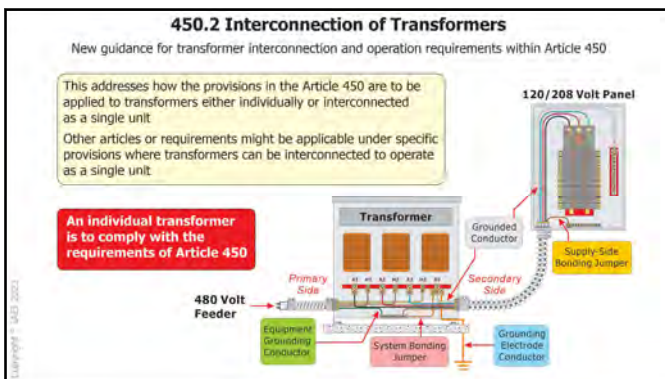 450.2 Interconnection of Transformers
New guidance for transformer interconnection and operation requirements within Article 450
This addresses how the provisions in the Article 450 are to be
applied to transformers either individually or interconnected
as a single unit
Other articles or requirements might be applicable under specific
provisions where transformers can be interconnected to operate
as a single unit
120/208 Volt Panel
An individual transformer
is to comply with the
requirements of Article 450
Transformer
Grounded
Conductor
Supply-Side
Bonding Jumper
Primary
Side
Secondary
Side
480 Volt
Feeder
Equipment
Grounding
Conductor
System Bonding
Jumper
Grounding
Electrode
Conductor
Copyright © IAEI 2022